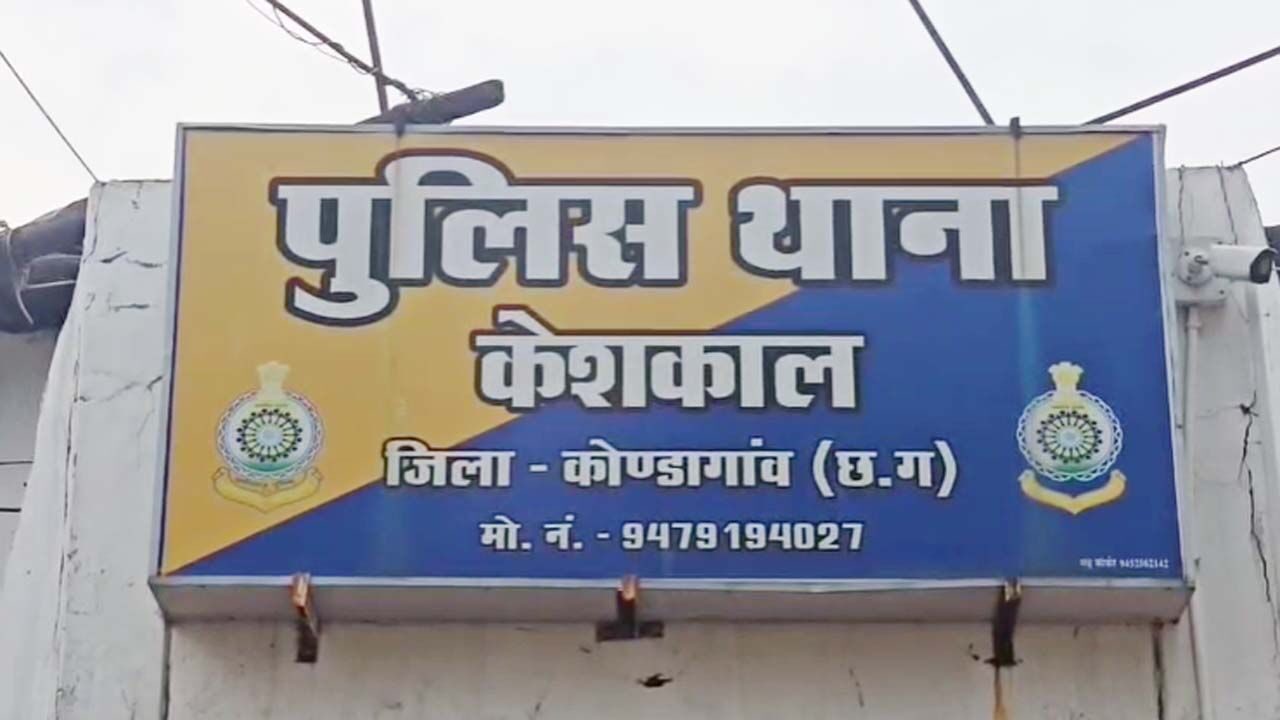 पुलिस थाना
केशकाल
जिला - कोण्डागांव (छ.ग)
मो. नं. - 9479194027